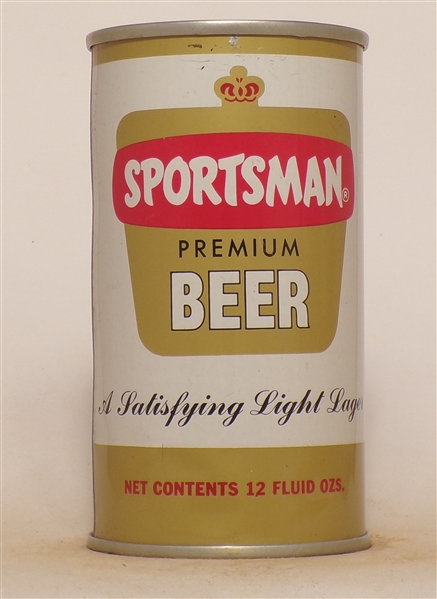 SPORTSMAN®
PREMIUM
BEER
A Satisfying Light Lager
NET CONTENTS 12 FLUID OZS.